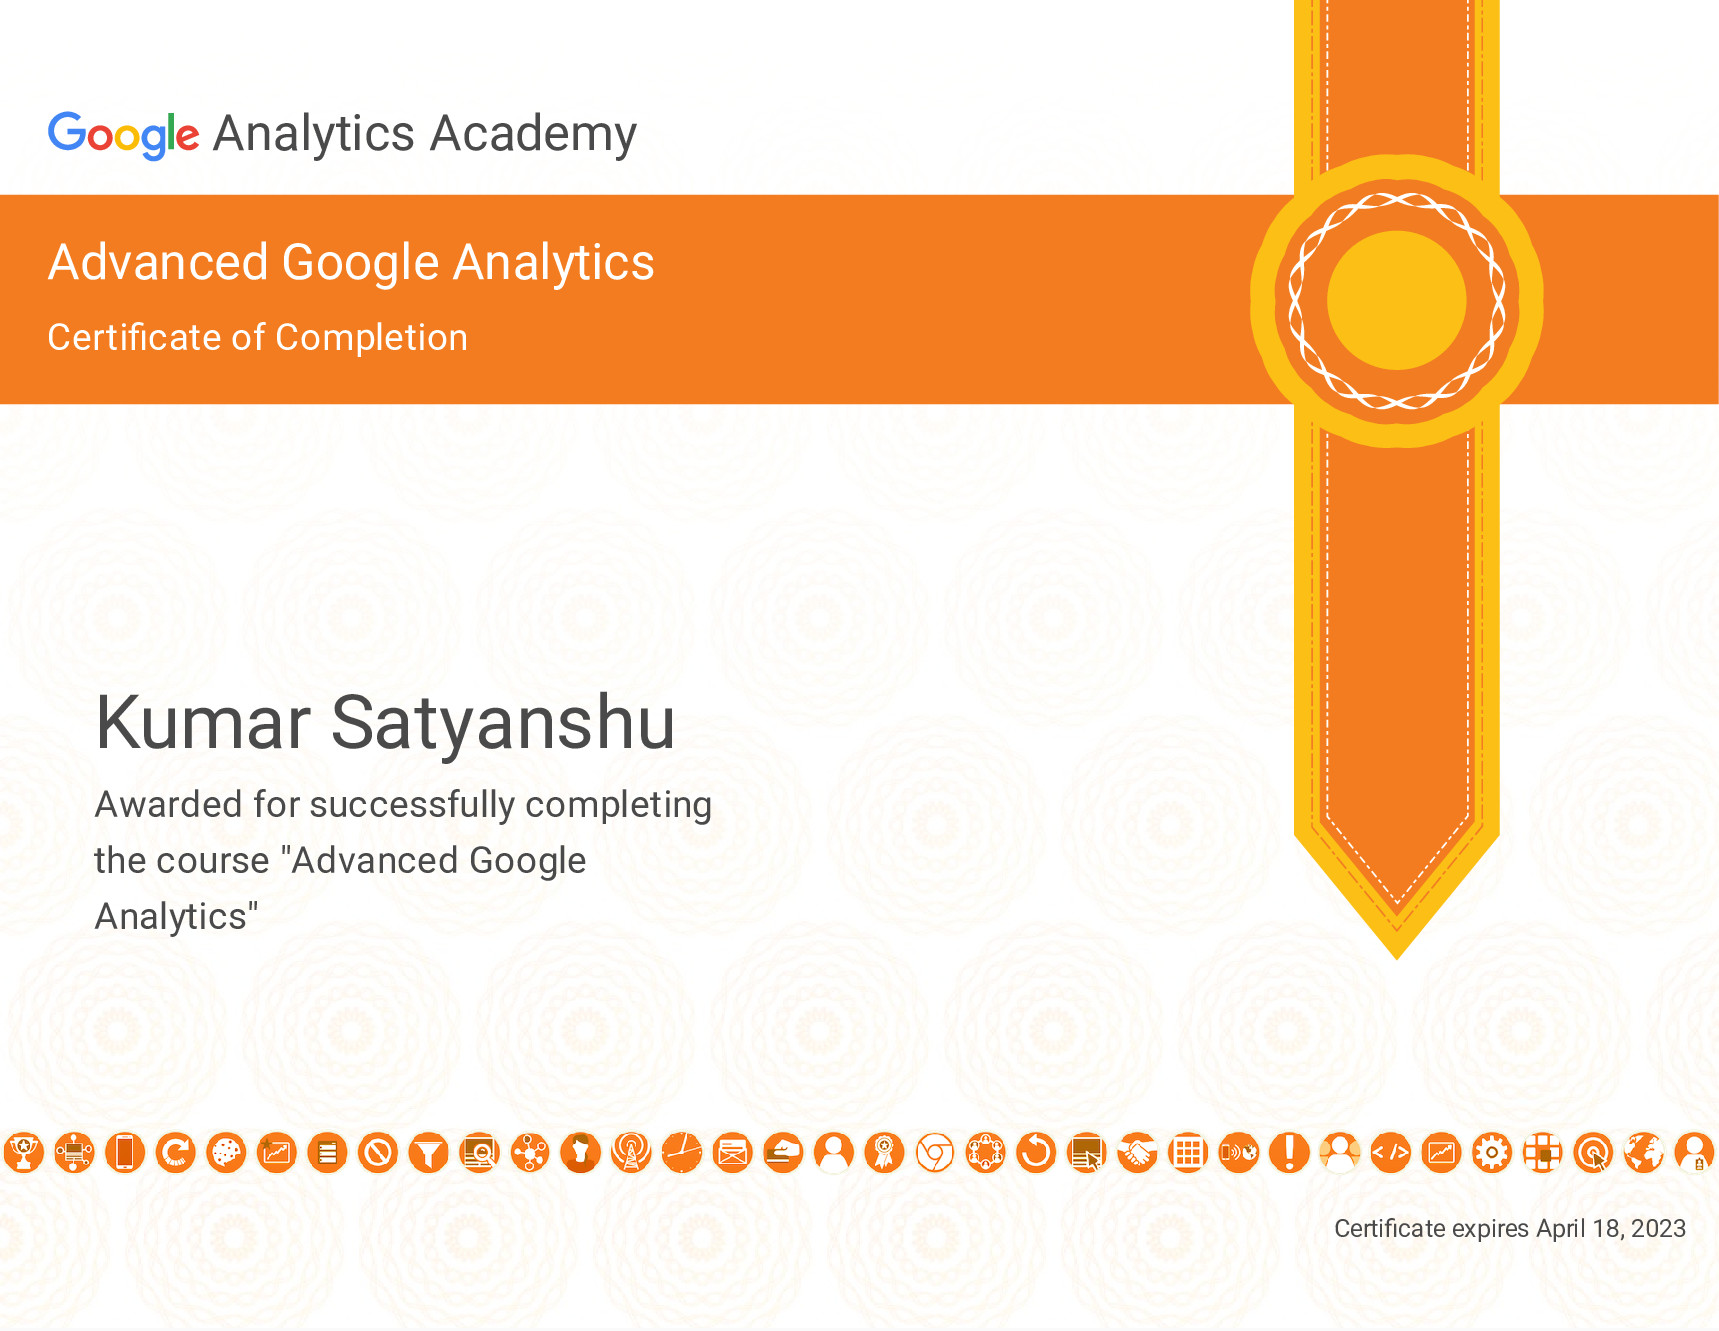 Google Analytics Academy
Advanced Google Analytics
Certificate of Completion
Kumar Satyanshu
Awarded for successfully completing
the course "Advanced Google
Analytics"
Certificate expires April 18, 2023